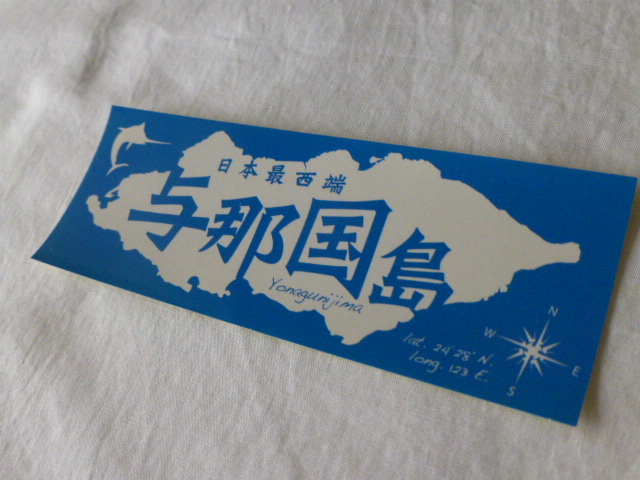 日本最西端
与那国島
Yonagunijima
lat. 24°28' N.
long. 123 E.
N
W
E
S